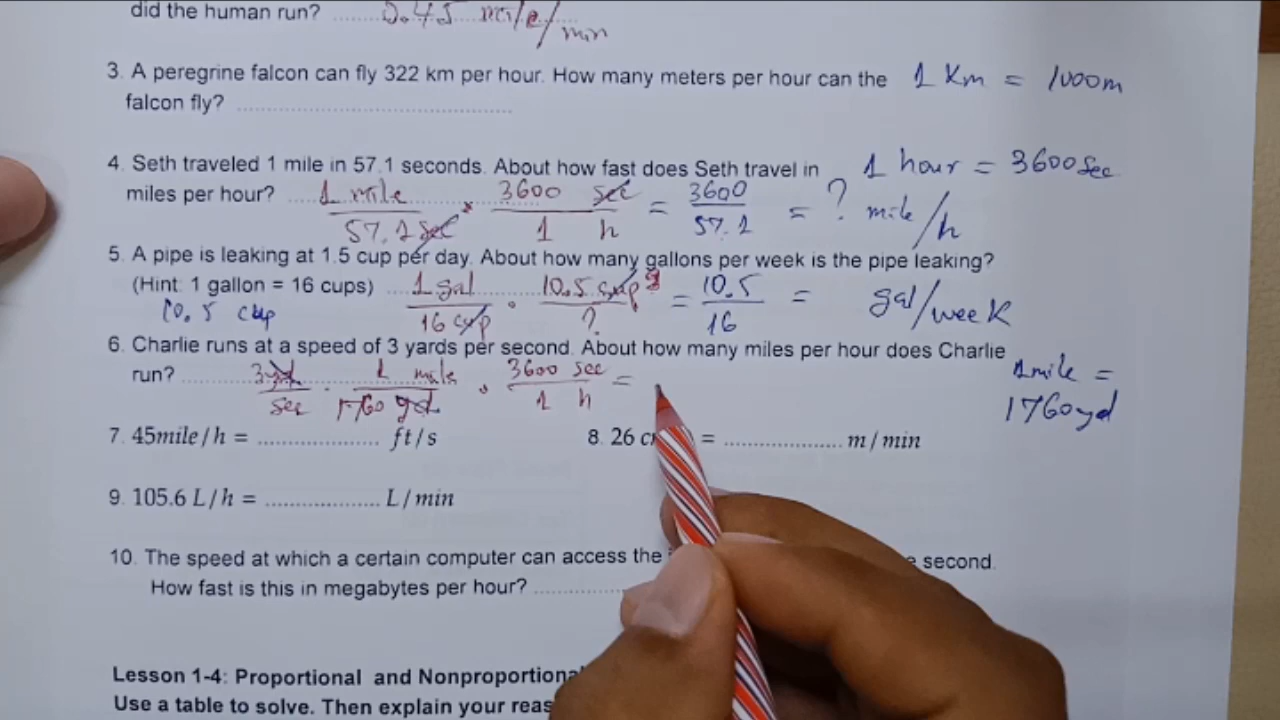 did the human run? .......... 0.45 mile/min
3. A peregrine falcon can fly 322 km per hour. How many meters per hour can the 1 Km = 1000m
falcon fly? ..........................................
4. Seth traveled 1 mile in 57.1 seconds. About how fast does Seth travel in 1 hour = 3600 sec
miles per hour? 1 mile/57.1 sec * 3600 sec/1 h = 3600/57.1 = ? mile/h
5. A pipe is leaking at 1.5 cup per day. About how many gallons per week is the pipe leaking?
(Hint: 1 gallon = 16 cups) 1 gal/16 cup . 10.5 cup/? = 10.5/16 = gal/week
10.5 cup
6. Charlie runs at a speed of 3 yards per second. About how many miles per hour does Charlie
run? 3 yd/sec . 1 mile/1760 yd . 3600 sec/1 h = 1 mile =
1760yd
7. 45mile/h = .................. ft/s 8. 26 = .................. m/min
9. 105.6 L/h = .................. L/min
10. The speed at which a certain computer can access the second.
How fast is this in megabytes per hour? ..............
Lesson 1-4: Proportional and
Use a table to solve. Then explain your